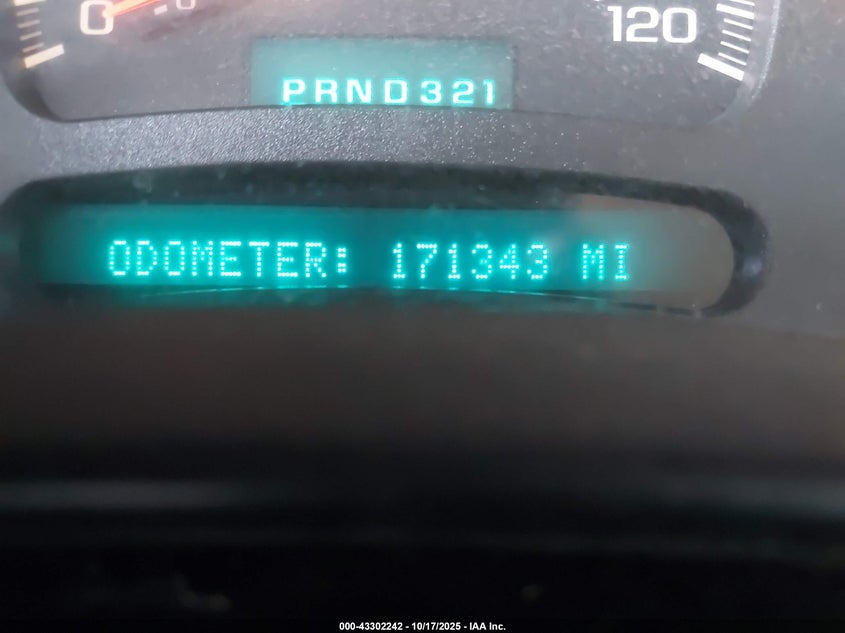 0
120
PRND321
ODOMETER: 171343 MI
000-43302242 - 10/17/2025 - IAA Inc.